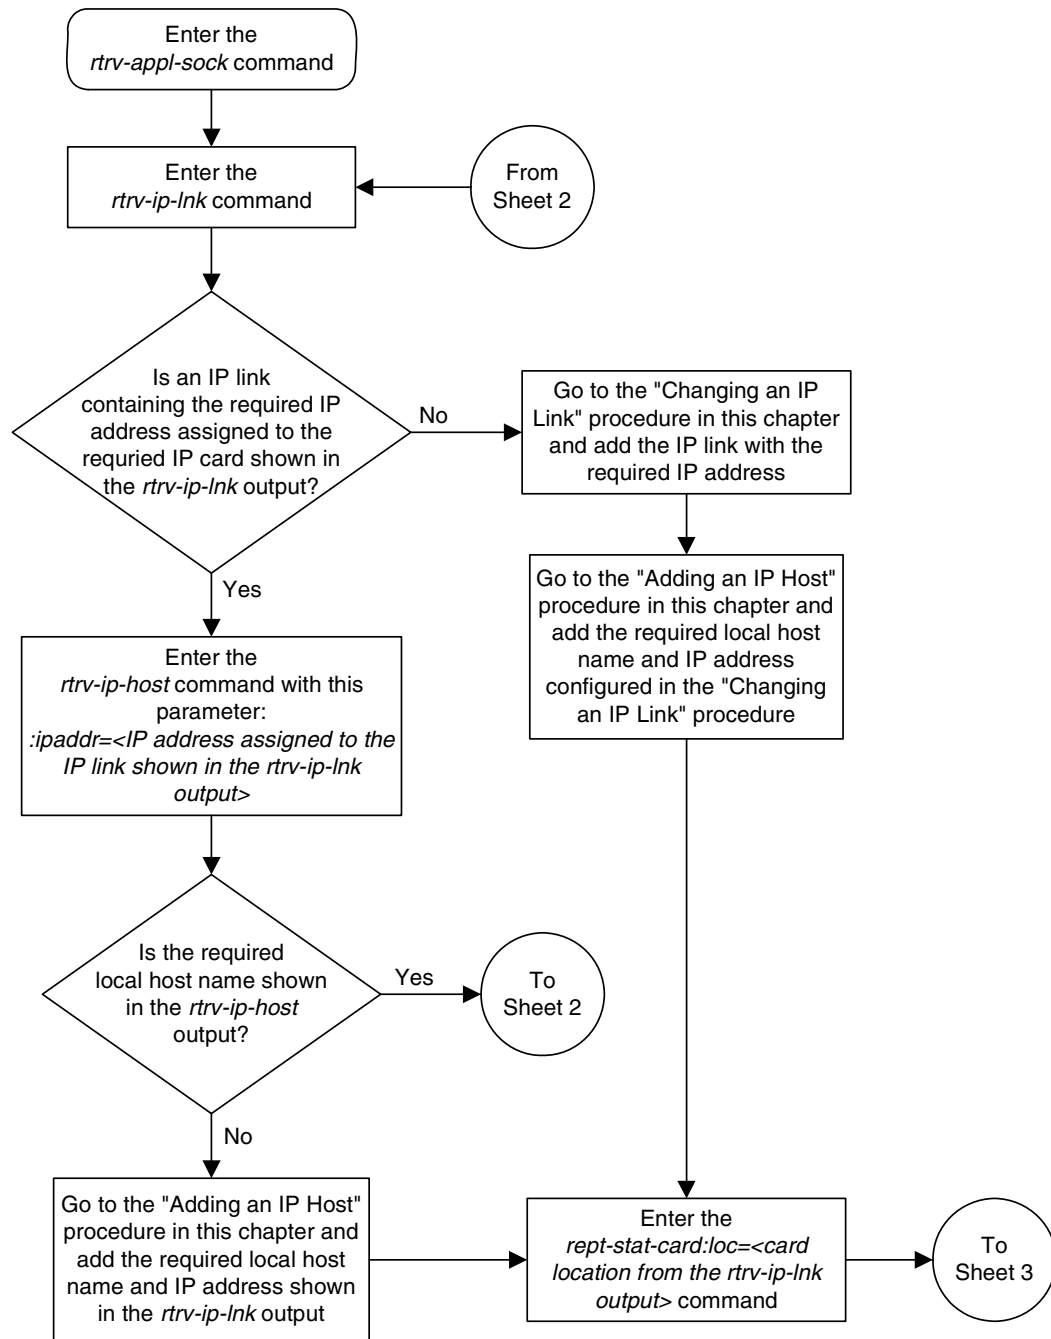 Enter the
rtrv-appl-sock command
Enter the
rtrv-ip-lnk command
From
Sheet 2
Is an IP link
containing the required IP
address assigned to the
requried IP card shown in
the rtrv-ip-lnk output?
No
Go to the "Changing an IP
Link" procedure in this chapter
and add the IP link with the
required IP address
Yes
Go to the "Adding an IP Host"
procedure in this chapter and
add the required local host
name and IP address
configured in the "Changing
an IP Link" procedure
Enter the
rtrv-ip-host command with this
parameter:
:ipaddr=<IP address assigned to the
IP link shown in the rtrv-ip-lnk
output>
Is the required
local host name shown
in the rtrv-ip-host
output?
Yes
To
Sheet 2
No
Go to the "Adding an IP Host"
procedure in this chapter and
add the required local host
name and IP address shown
in the rtrv-ip-lnk output
Enter the
rept-stat-card:loc=<card
location from the rtrv-ip-lnk
output> command
To
Sheet 3